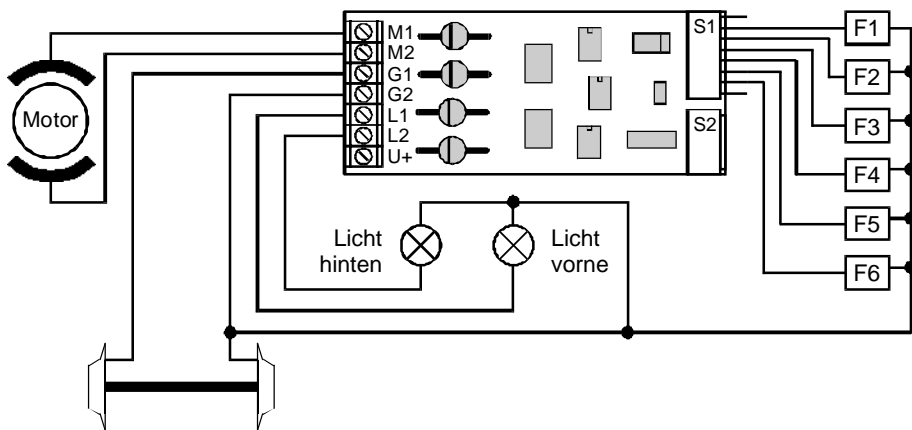 M1
M2
G1
G2
L1
L2
U+
S1
S2
F1
F2
F3
F4
F5
F6
Motor
Licht
hinten
Licht
vorne